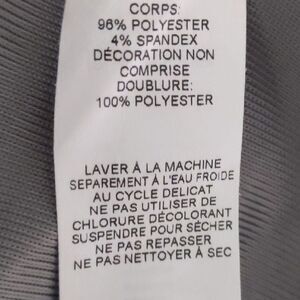 CORPS:
96% POLYESTER
4% SPANDEX
DÉCORATION NON
COMPRISE
DOUBLURE:
100% POLYESTER
LAVER À LA MACHINE
SEPAREMENT À L'EAU FROIDE
AU CYCLE DELICAT
NE PAS UTILISER DE
CHLORURE DÉCOLORANT
SUSPENDRE POUR SÉCHER
NE PAS REPASSER
NE PAS NETTOYER À SEC